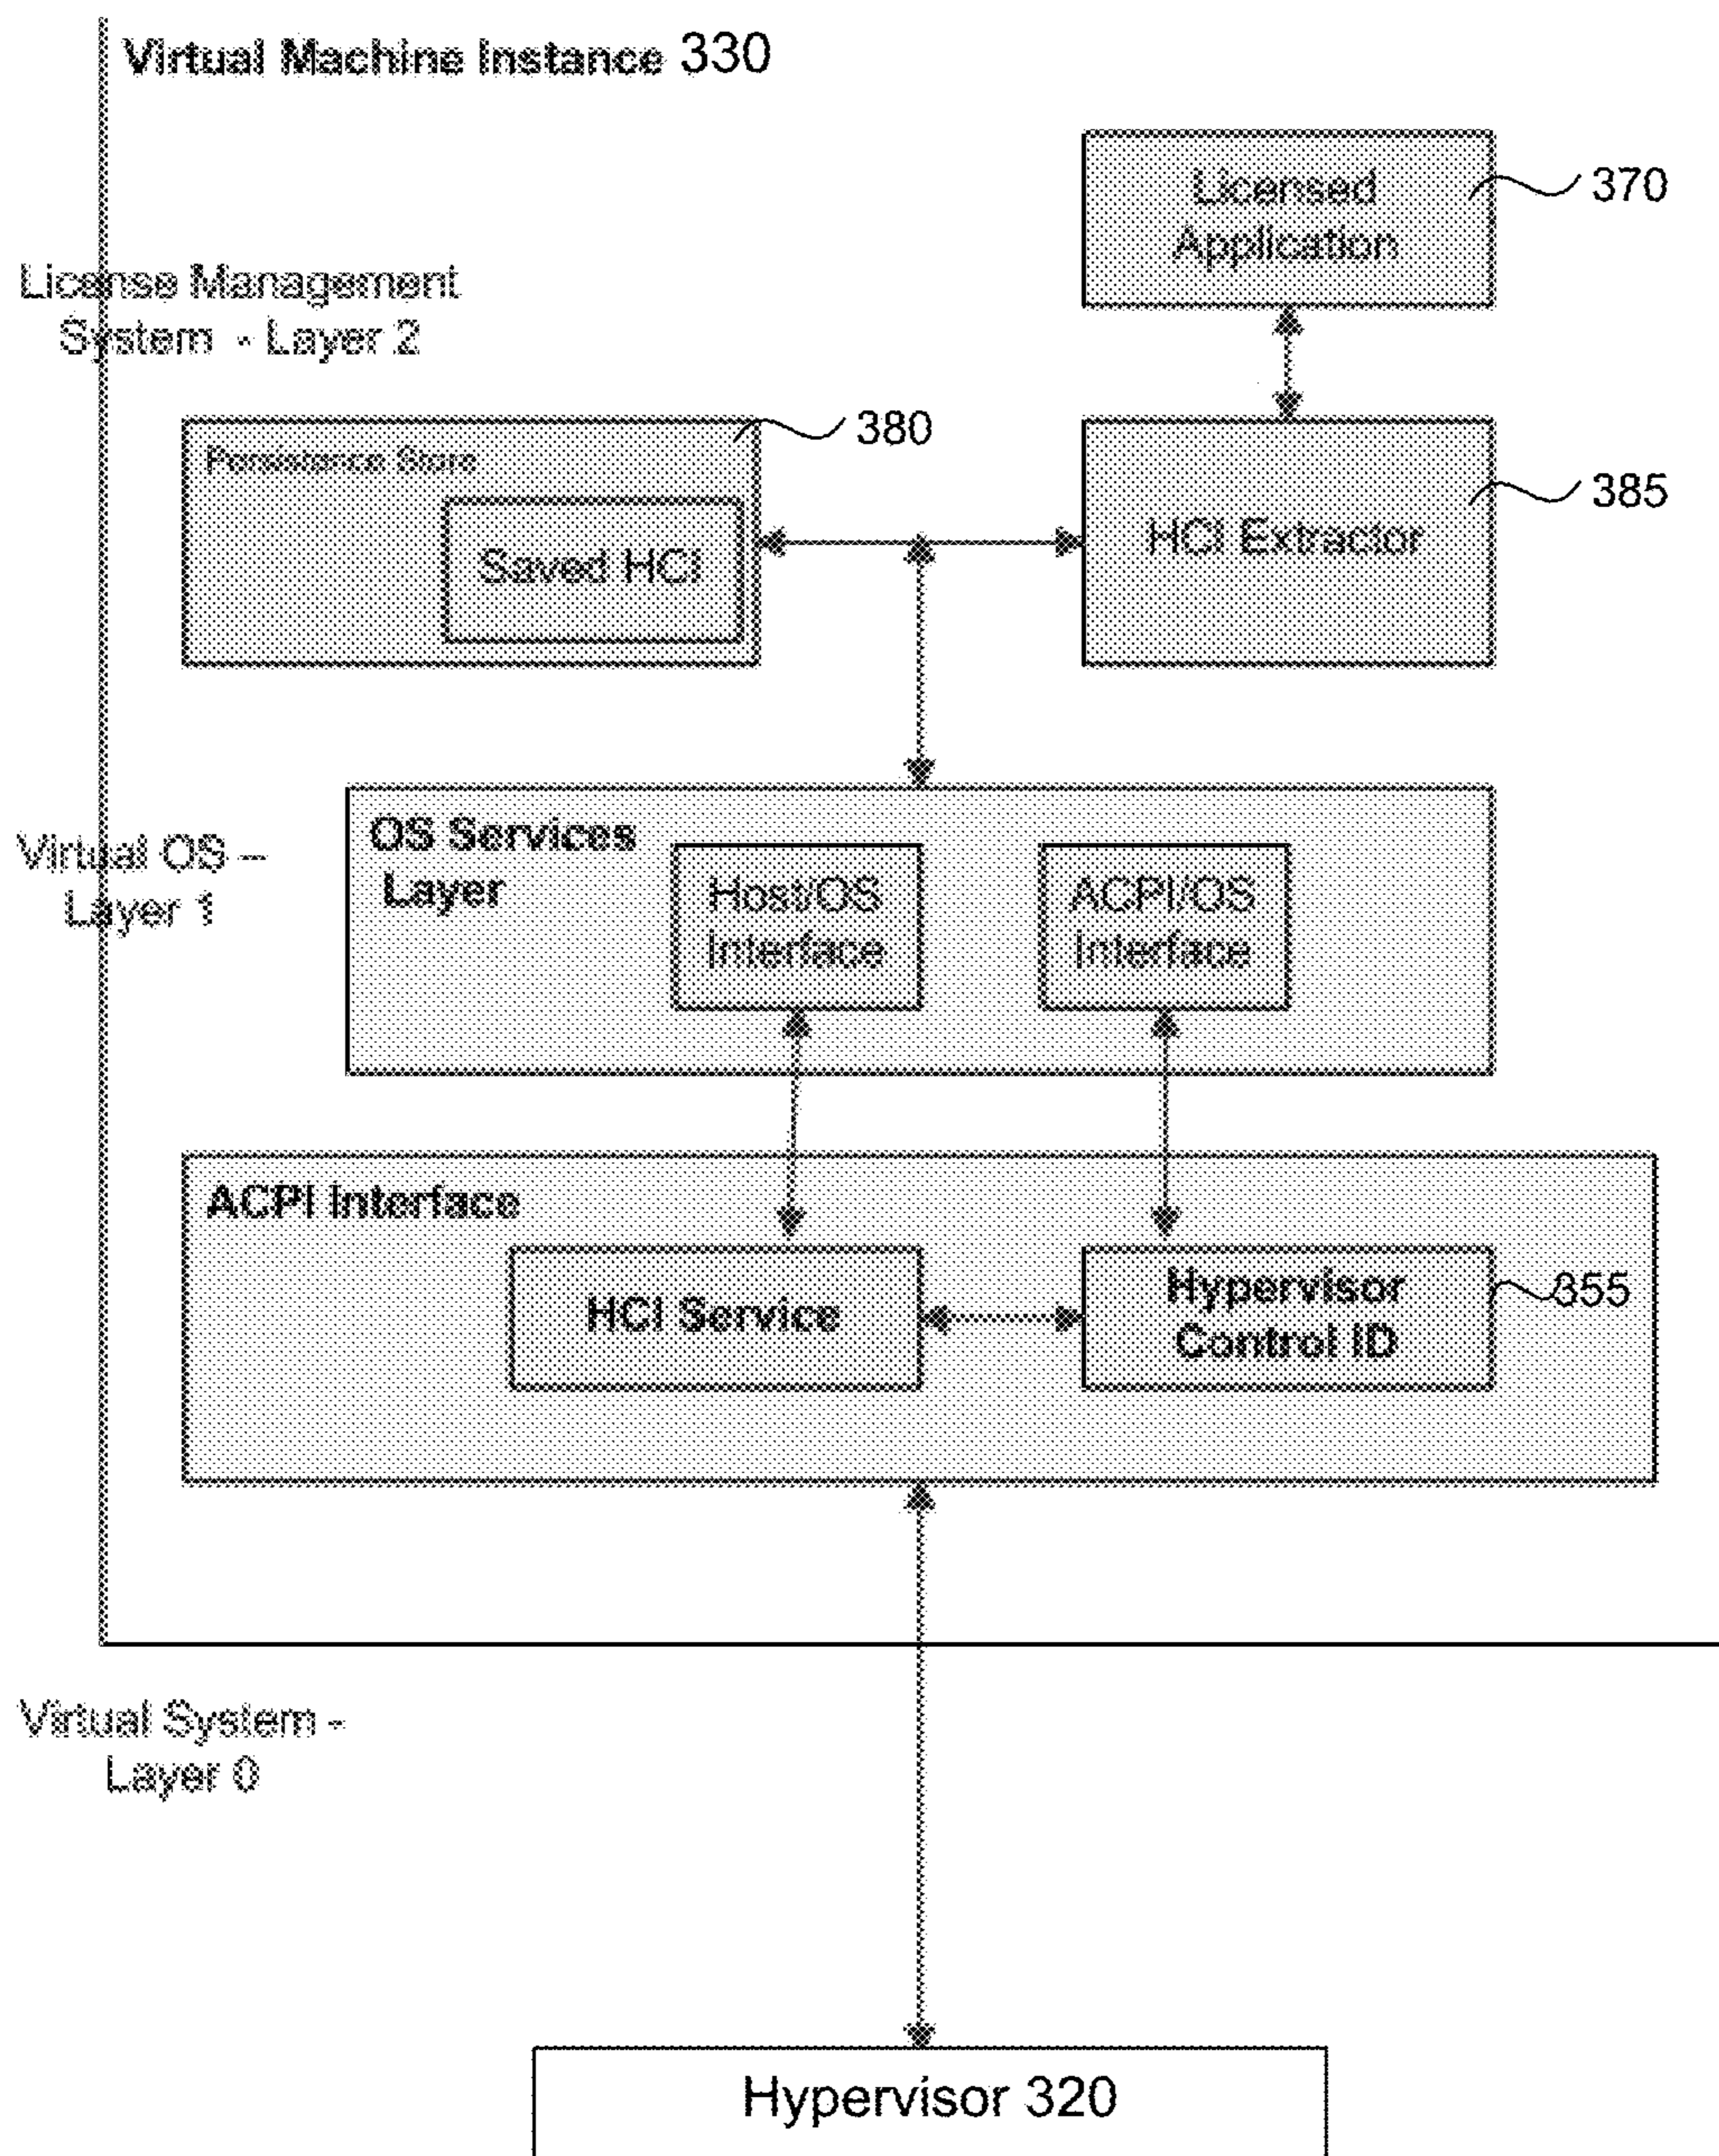 Virtual Machine Instance 330
Licensed
Application
370
License Management
System - Layer 2
380
Persistence Store
385
Saved HCI
HCI Extractor
OS Services
Layer
Virtual OS –
Layer 1
Host/OS
Interface
ACPI/OS
Interface
ACPI Interface
HCI Service
Hypervisor
Control ID
355
Virtual System -
Layer 0
Hypervisor 320